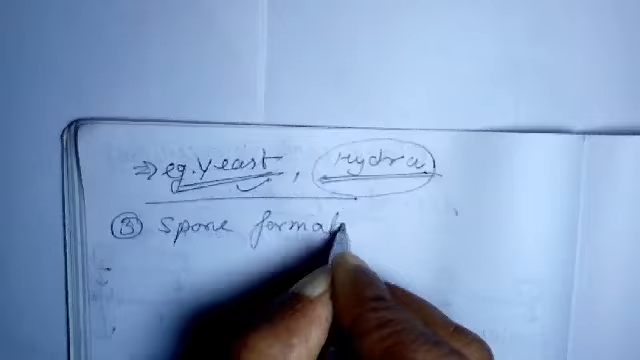 ⇒ eg. Yeast, Hydra
③ Spore format